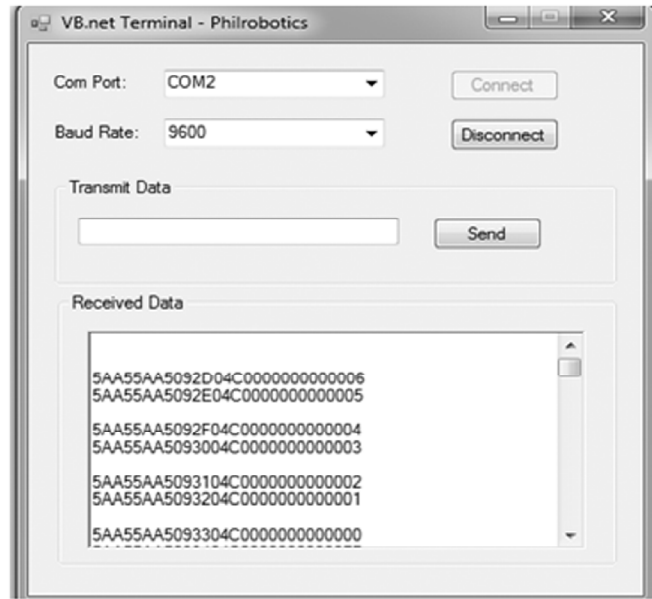 VB.net Terminal - Philrobotics
Com Port: COM2 Connect
Baud Rate: 9600 Disconnect
Transmit Data
Send
Received Data
5AA55AA5092D04C0000000000006
5AA55AA5092E04C0000000000005
5AA55AA5092F04C0000000000004
5AA55AA5093004C0000000000003
5AA55AA5093104C0000000000002
5AA55AA5093204C0000000000001
5AA55AA5093304C0000000000000